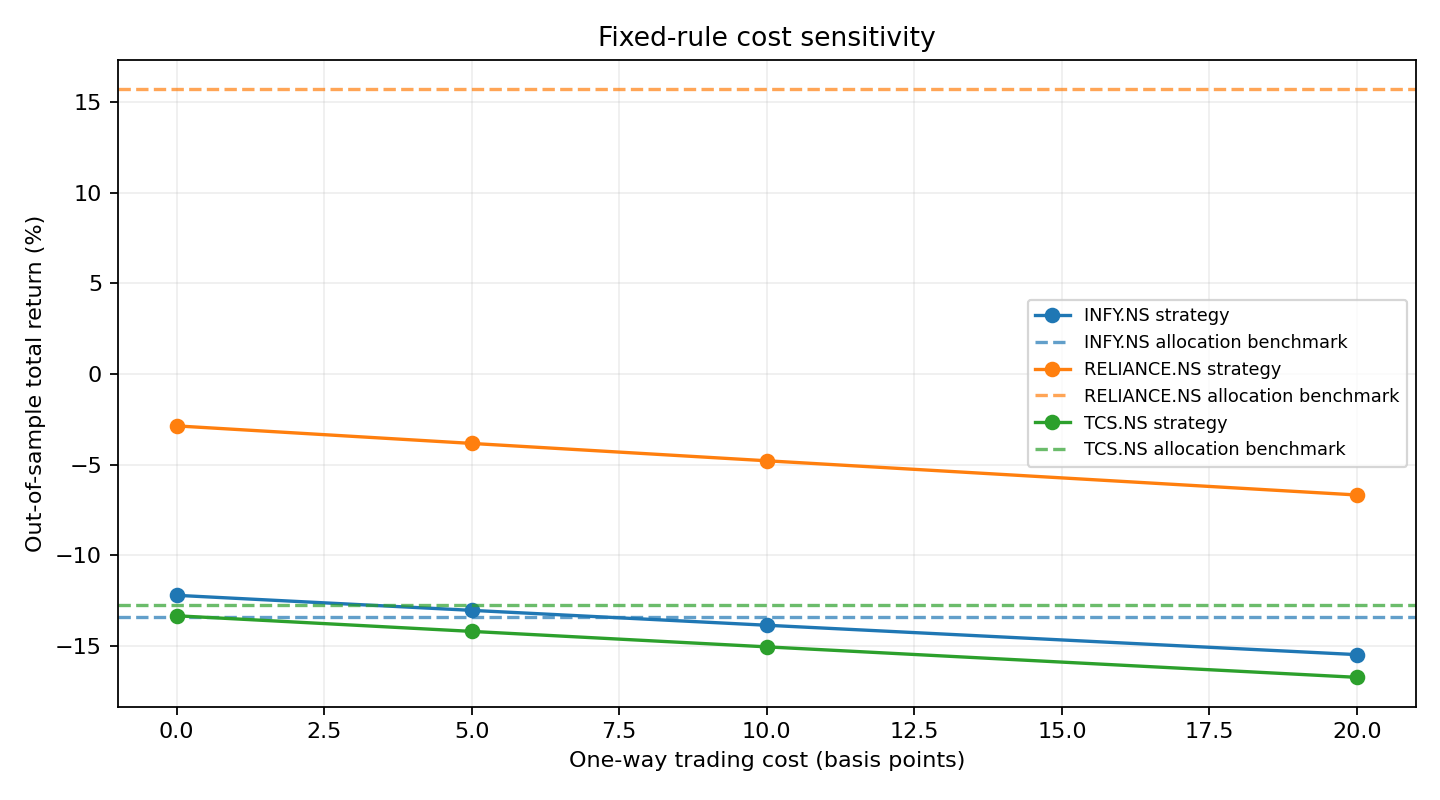 Fixed-rule cost sensitivity
Out-of-sample total return (%)
15
10
5
0
−5
−10
−15
INFY.NS strategy
INFY.NS allocation benchmark
RELIANCE.NS strategy
RELIANCE.NS allocation benchmark
TCS.NS strategy
TCS.NS allocation benchmark
0.0 2.5 5.0 7.5 10.0 12.5 15.0 17.5 20.0
One-way trading cost (basis points)